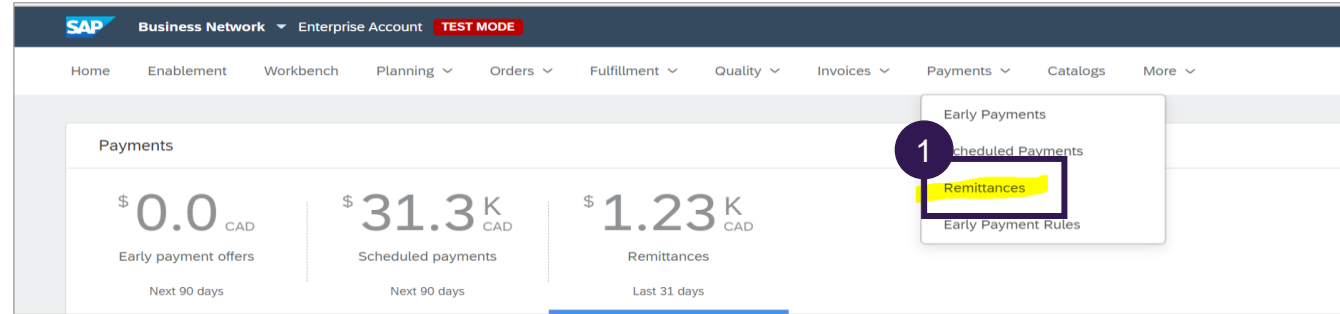 SAP Business Network Enterprise Account TEST MODE
Home Enablement Workbench Planning Orders Fulfillment Quality Invoices Payments Catalogs More
Early Payments
Payments
1
Scheduled Payments
Remittances
Early Payment Rules
$ 0.0 CAD $ 31.3 K CAD $ 1.23 K CAD
Early payment offers Scheduled payments Remittances
Next 90 days Next 90 days Last 31 days